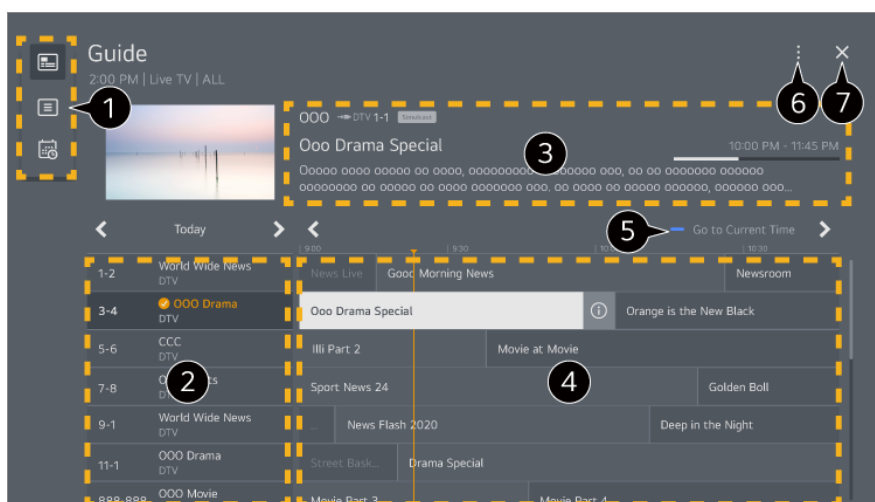 Guide
2:00 PM | Live TV | ALL
1
6
7
OOO DTV 1-1 Simulcast
Ooo Drama Special
3
10:00 PM - 11:45 PM
Today
5
Go to Current Time
9:00
9:30
10:30
1-2 World Wide News
DTV
News Live
Good Morning News
Newsroom
3-4 OOO Drama
DTV
Ooo Drama Special
Orange is the New Black
5-6 CCC
DTV
Illi Part 2
Movie at Movie
2
4
7-8
Sport News 24
Golden Boll
9-1 World Wide News
DTV
...
News Flash 2020
Deep in the Night
11-1 OOO Drama
DTV
Street Bask...
Drama Special
888-888 OOO Movie
Movie Part 3
Movie Part 4